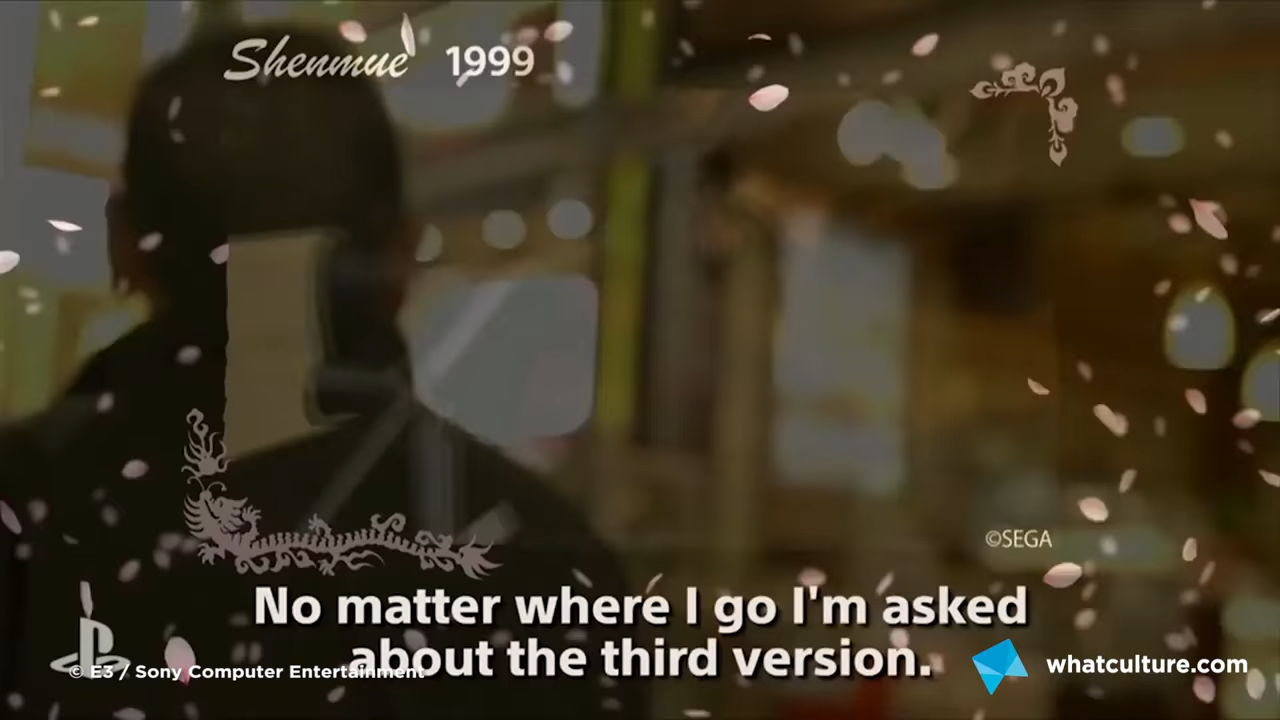 Shenmue 1999
©SEGA
No matter where I go I'm asked
about the third version.
© E3 / Sony Computer Entertainment
whatculture.com